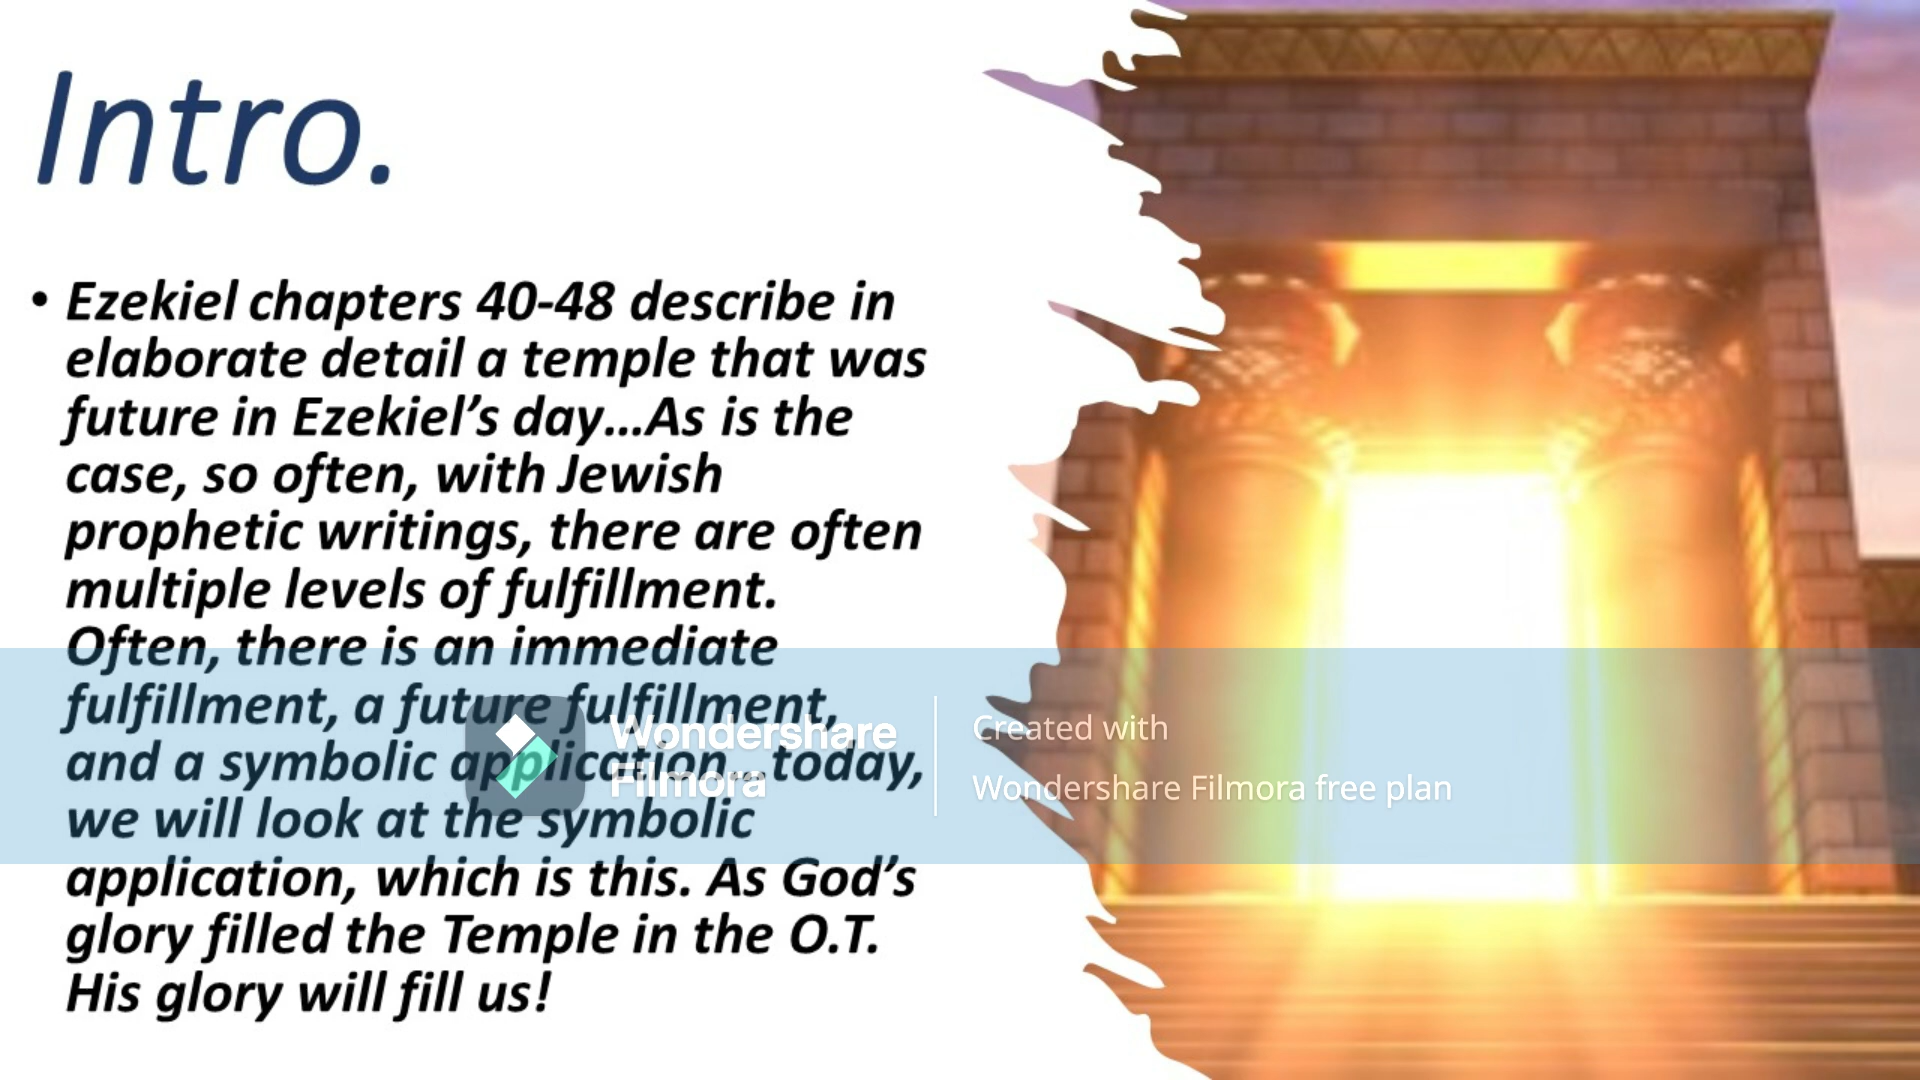 Intro.
• Ezekiel chapters 40-48 describe in
elaborate detail a temple that was
future in Ezekiel’s day…As is the
case, so often, with Jewish
prophetic writings, there are often
multiple levels of fulfillment.
Often, there is an immediate
fulfillment, a future fulfillment,
and a symbolic application…today,
we will look at the symbolic
application, which is this. As God’s
glory filled the Temple in the O.T.
His glory will fill us!
Wondershare
Filmora
Created with
Wondershare Filmora free plan